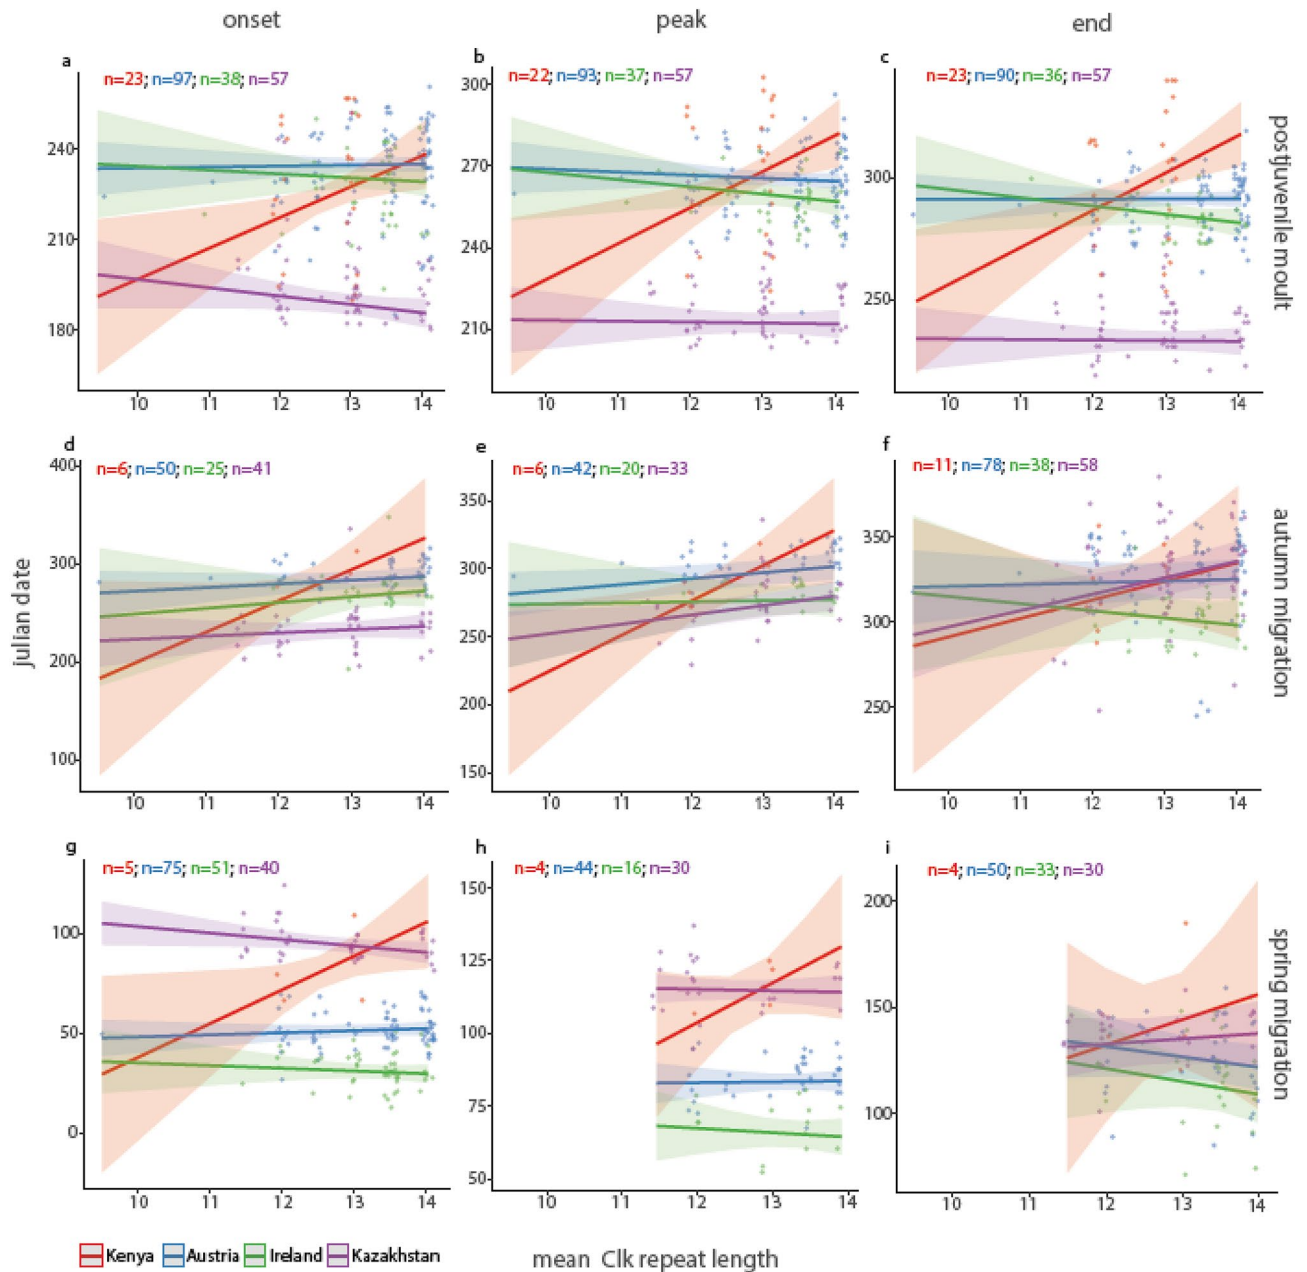 onset
peak
end
a
n=23; n=97; n=38; n=57
240
210
180
10 11 12 13 14
b
n=22; n=93; n=37; n=57
300
270
240
210
10 11 12 13 14
c
n=23; n=90; n=36; n=57
300
250
10 11 12 13 14
postjuvenile moult
d
n=6; n=50; n=25; n=41
400
300
200
100
10 11 12 13 14
e
n=6; n=42; n=20; n=33
350
300
250
200
150
10 11 12 13 14
f
n=11; n=78; n=38; n=58
350
300
250
10 11 12 13 14
autumn migration
julian date
g
n=5; n=75; n=51; n=40
100
50
0
10 11 12 13 14
h
n=4; n=44; n=16; n=30
150
125
100
75
50
10 11 12 13 14
i
n=4; n=50; n=33; n=30
200
150
100
10 11 12 13 14
spring migration
Kenya Austria Ireland Kazakhstan
mean Clk repeat length